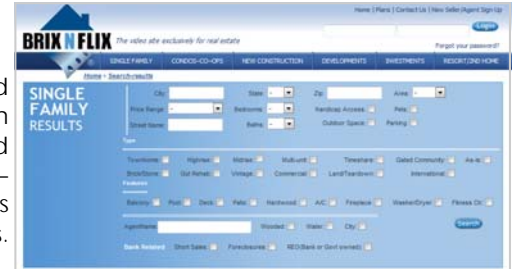 Home | Plans | Contact Us | New Seller/Agent Sign Up
Login
BRIX N FLIX The video site exclusively for real estate
Forgot your password?
SINGLE FAMILY CONDOS-CO-OPS NEW CONSTRUCTION DEVELOPMENTS INVESTMENTS RESORT/2ND HOME
Home > Search-results
SINGLE
FAMILY
RESULTS
City: State: - Zip: Area: -
Price Range: - Bedrooms: - Handicap Access: Pets:
Street Name: Baths: - Outdoor Space: Parking:
Type
Townhome: Highrise: Midrise: Multi-unit: Timeshare: Gated Community: As-Is:
Brick/Stone: Gut Rehab: Vintage: Commercial: Land/Teardown: International:
Features
Balcony: Pool: Deck: Patio: Hardwood: A/C: Fireplace: Washer/Dryer: Fitness Ctr:
AgentName: Wooded: Water: City:
Search
Bank Related Short Sales: Foreclosures: REO(Bank or Govt owned):
d
n
d
–
s
s.